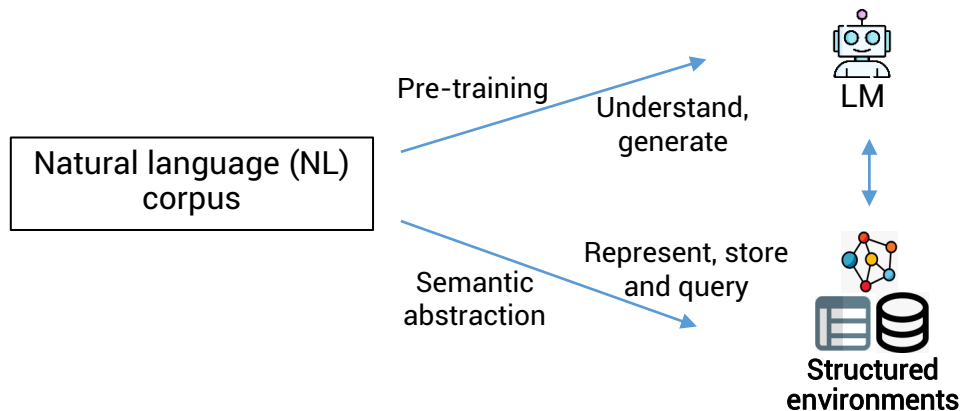 Natural language (NL)
corpus
Pre-training
Understand,
generate
LM
Semantic
abstraction
Represent, store
and query
Structured
environments